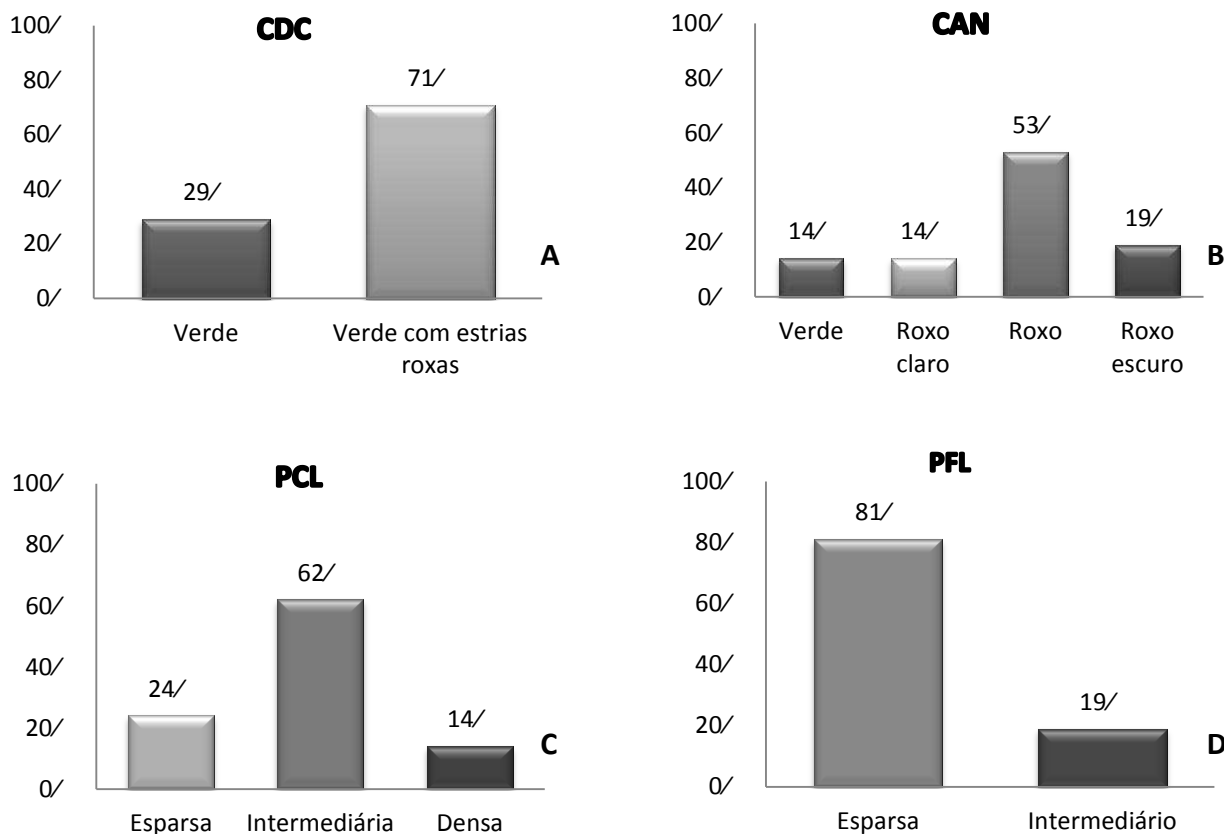 CDC
100⁄
80⁄
60⁄
40⁄
20⁄
0⁄
29⁄
71⁄
A
Verde
Verde com estrias
roxas
CAN
100⁄
80⁄
60⁄
40⁄
20⁄
0⁄
14⁄
14⁄
53⁄
19⁄
B
Verde
Roxo
claro
Roxo
Roxo
escuro
PCL
100⁄
80⁄
60⁄
40⁄
20⁄
0⁄
24⁄
62⁄
14⁄
C
Esparsa
Intermediária
Densa
PFL
100⁄
80⁄
60⁄
40⁄
20⁄
0⁄
81⁄
19⁄
D
Esparsa
Intermediário